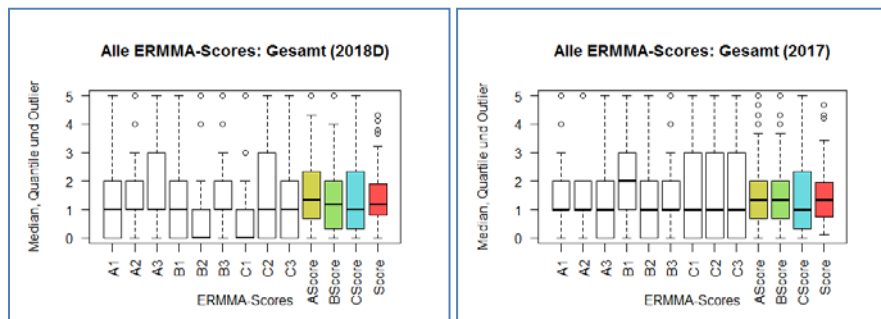 Alle ERMMA-Scores: Gesamt (2018D)
Median, Quantile und Outlier
5
4
3
2
1
0
A1 A2 A3 B1 B2 B3 C1 C2 C3 AScore BScore CScore Score
ERMMA-Scores
Alle ERMMA-Scores: Gesamt (2017)
Median, Quartile und Outlier
5
4
3
2
1
0
A1 A2 A3 B1 B2 B3 C1 C2 C3 AScore BScore CScore Score
ERMMA-Scores